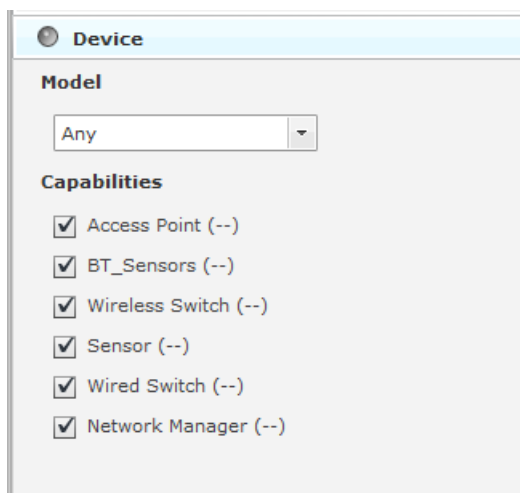 Device
Model
Any
Capabilities
Access Point (--)
BT_Sensors (--)
Wireless Switch (--)
Sensor (--)
Wired Switch (--)
Network Manager (--)